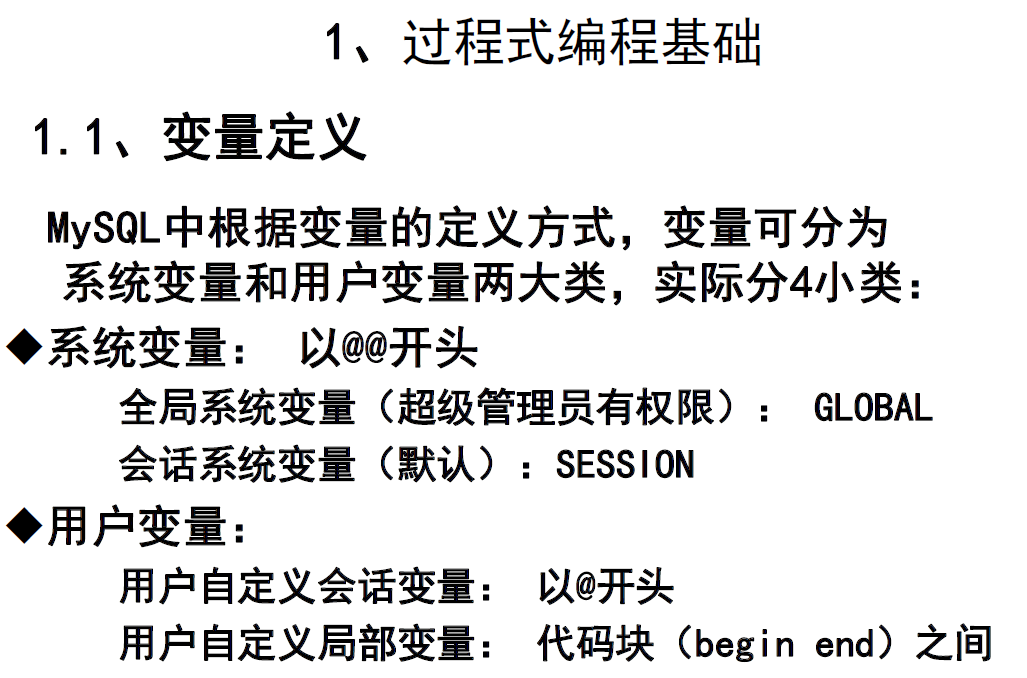 1、过程式编程基础
1.1、变量定义
MySQL中根据变量的定义方式，变量可分为
系统变量和用户变量两大类，实际分4小类：
◆系统变量： 以@@开头
全局系统变量（超级管理员有权限）： GLOBAL
会话系统变量（默认）：SESSION
◆用户变量：
用户自定义会话变量： 以@开头
用户自定义局部变量： 代码块（begin end）之间